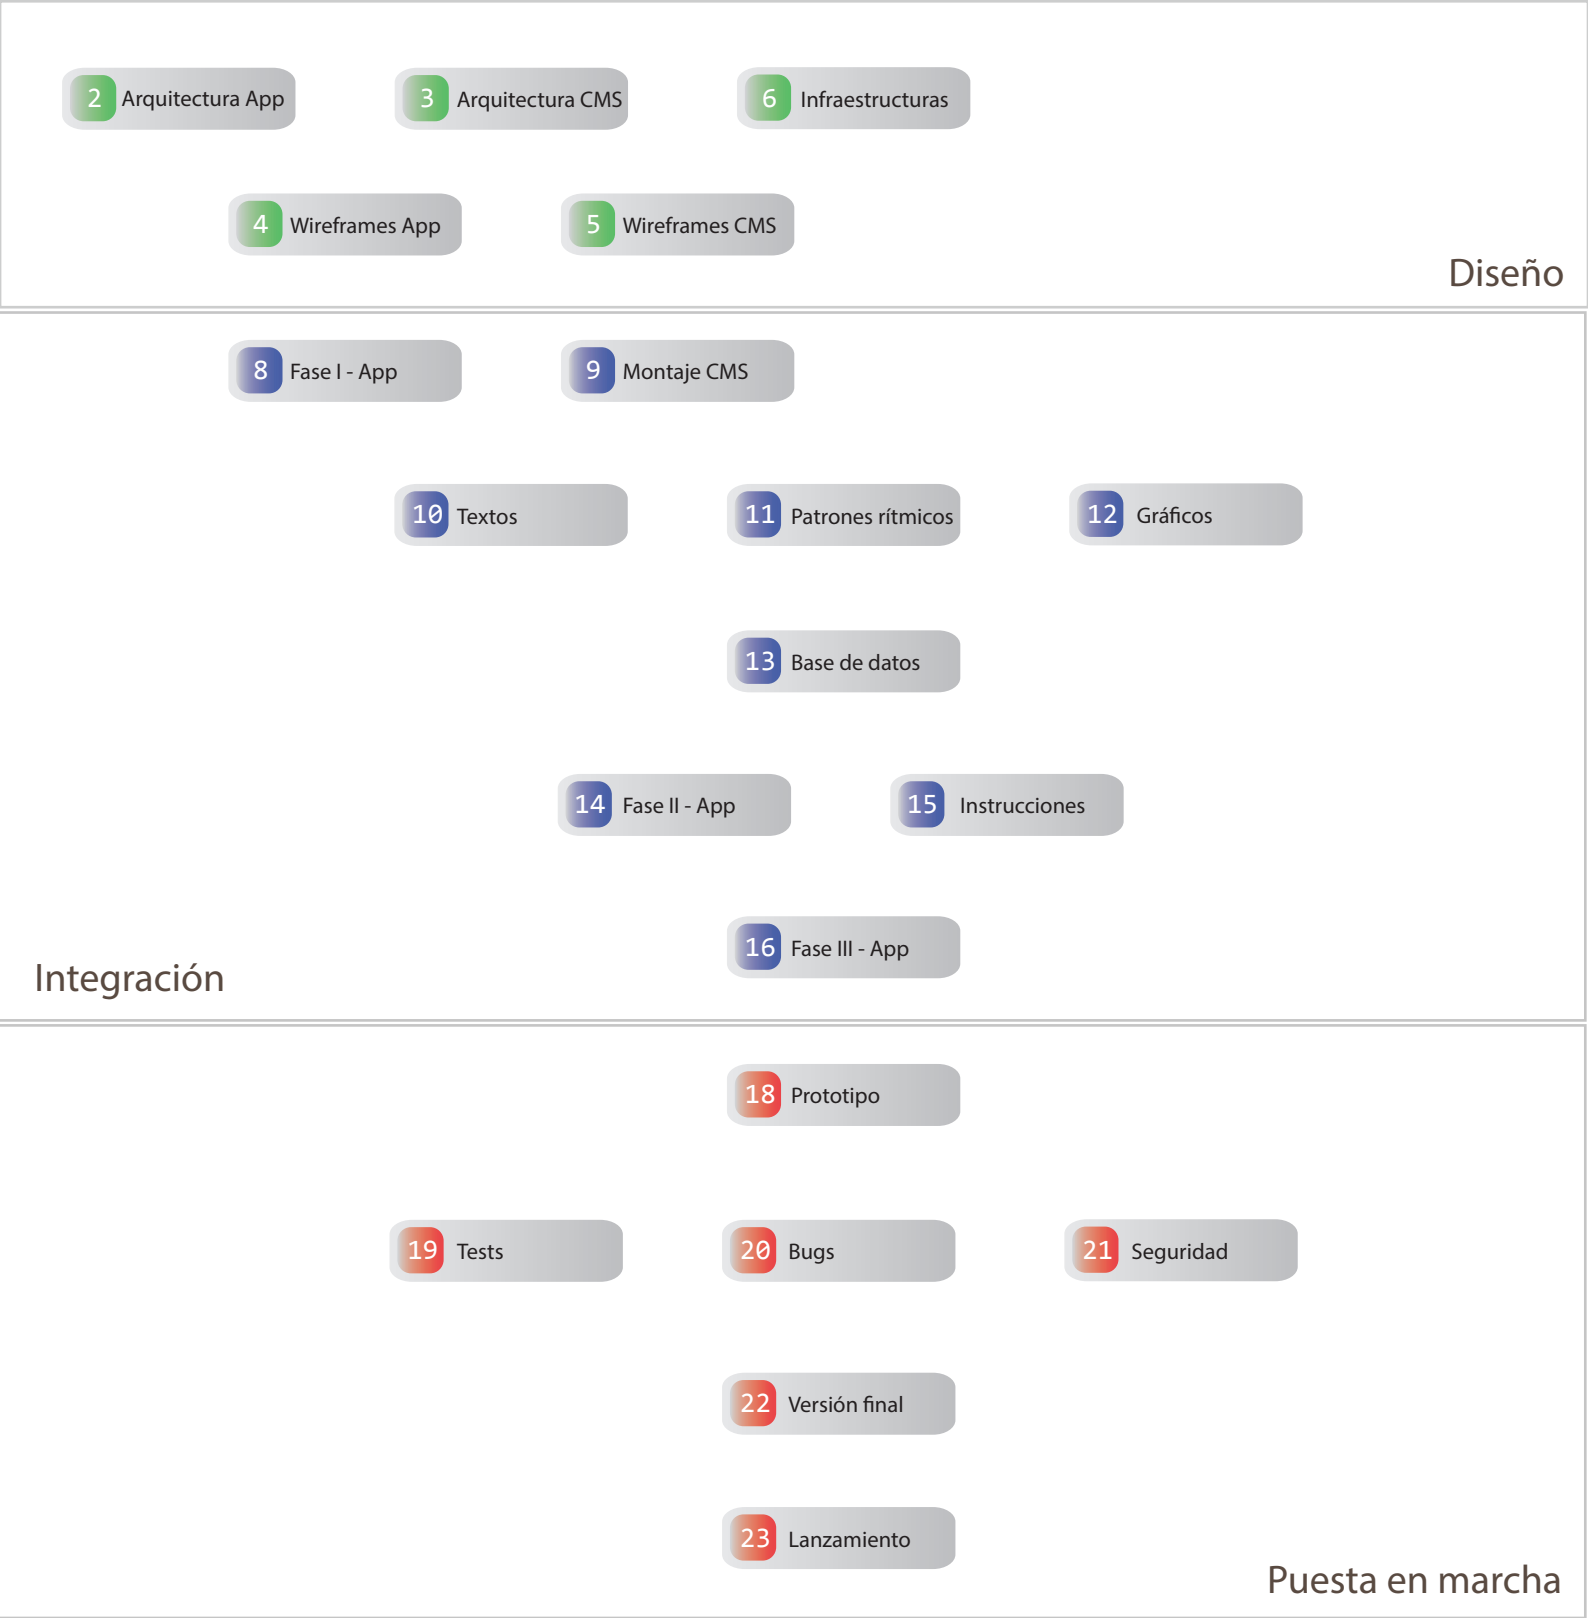 2 Arquitectura App
3 Arquitectura CMS
6 Infraestructuras
4 Wireframes App
5 Wireframes CMS
Diseño
8 Fase I - App
9 Montaje CMS
10 Textos
11 Patrones rítmicos
12 Gráficos
13 Base de datos
14 Fase II - App
15 Instrucciones
16 Fase III - App
Integración
18 Prototipo
19 Tests
20 Bugs
21 Seguridad
22 Versión final
23 Lanzamiento
Puesta en marcha